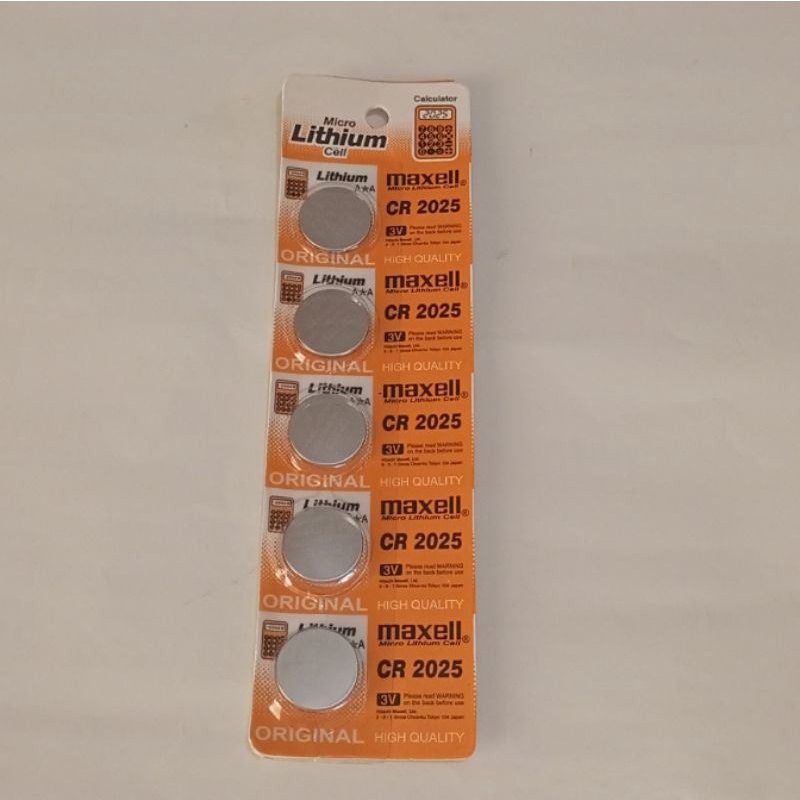 Micro
Lithium
Cell
Calculator
2025
Lithium
A★A
maxell®
Micro Lithium Cell
CR 2025
3V Please read WARNING
on the back before use
ORIGINAL
HIGH QUALITY
Lithium
A★A
maxell®
Micro Lithium Cell
CR 2025
3V Please read WARNING
on the back before use
ORIGINAL
HIGH QUALITY
Lithium
A★A
maxell®
Micro Lithium Cell
CR 2025
3V Please read WARNING
on the back before use
ORIGINAL
HIGH QUALITY
Lithium
★A
maxell®
Micro Lithium Cell
CR 2025
3V Please read WARNING
on the back before use
ORIGINAL
HIGH QUALITY
Lithium
★A
maxell®
Micro Lithium Cell
CR 2025
3V Please read WARNING
on the back before use
ORIGINAL
HIGH QUALITY